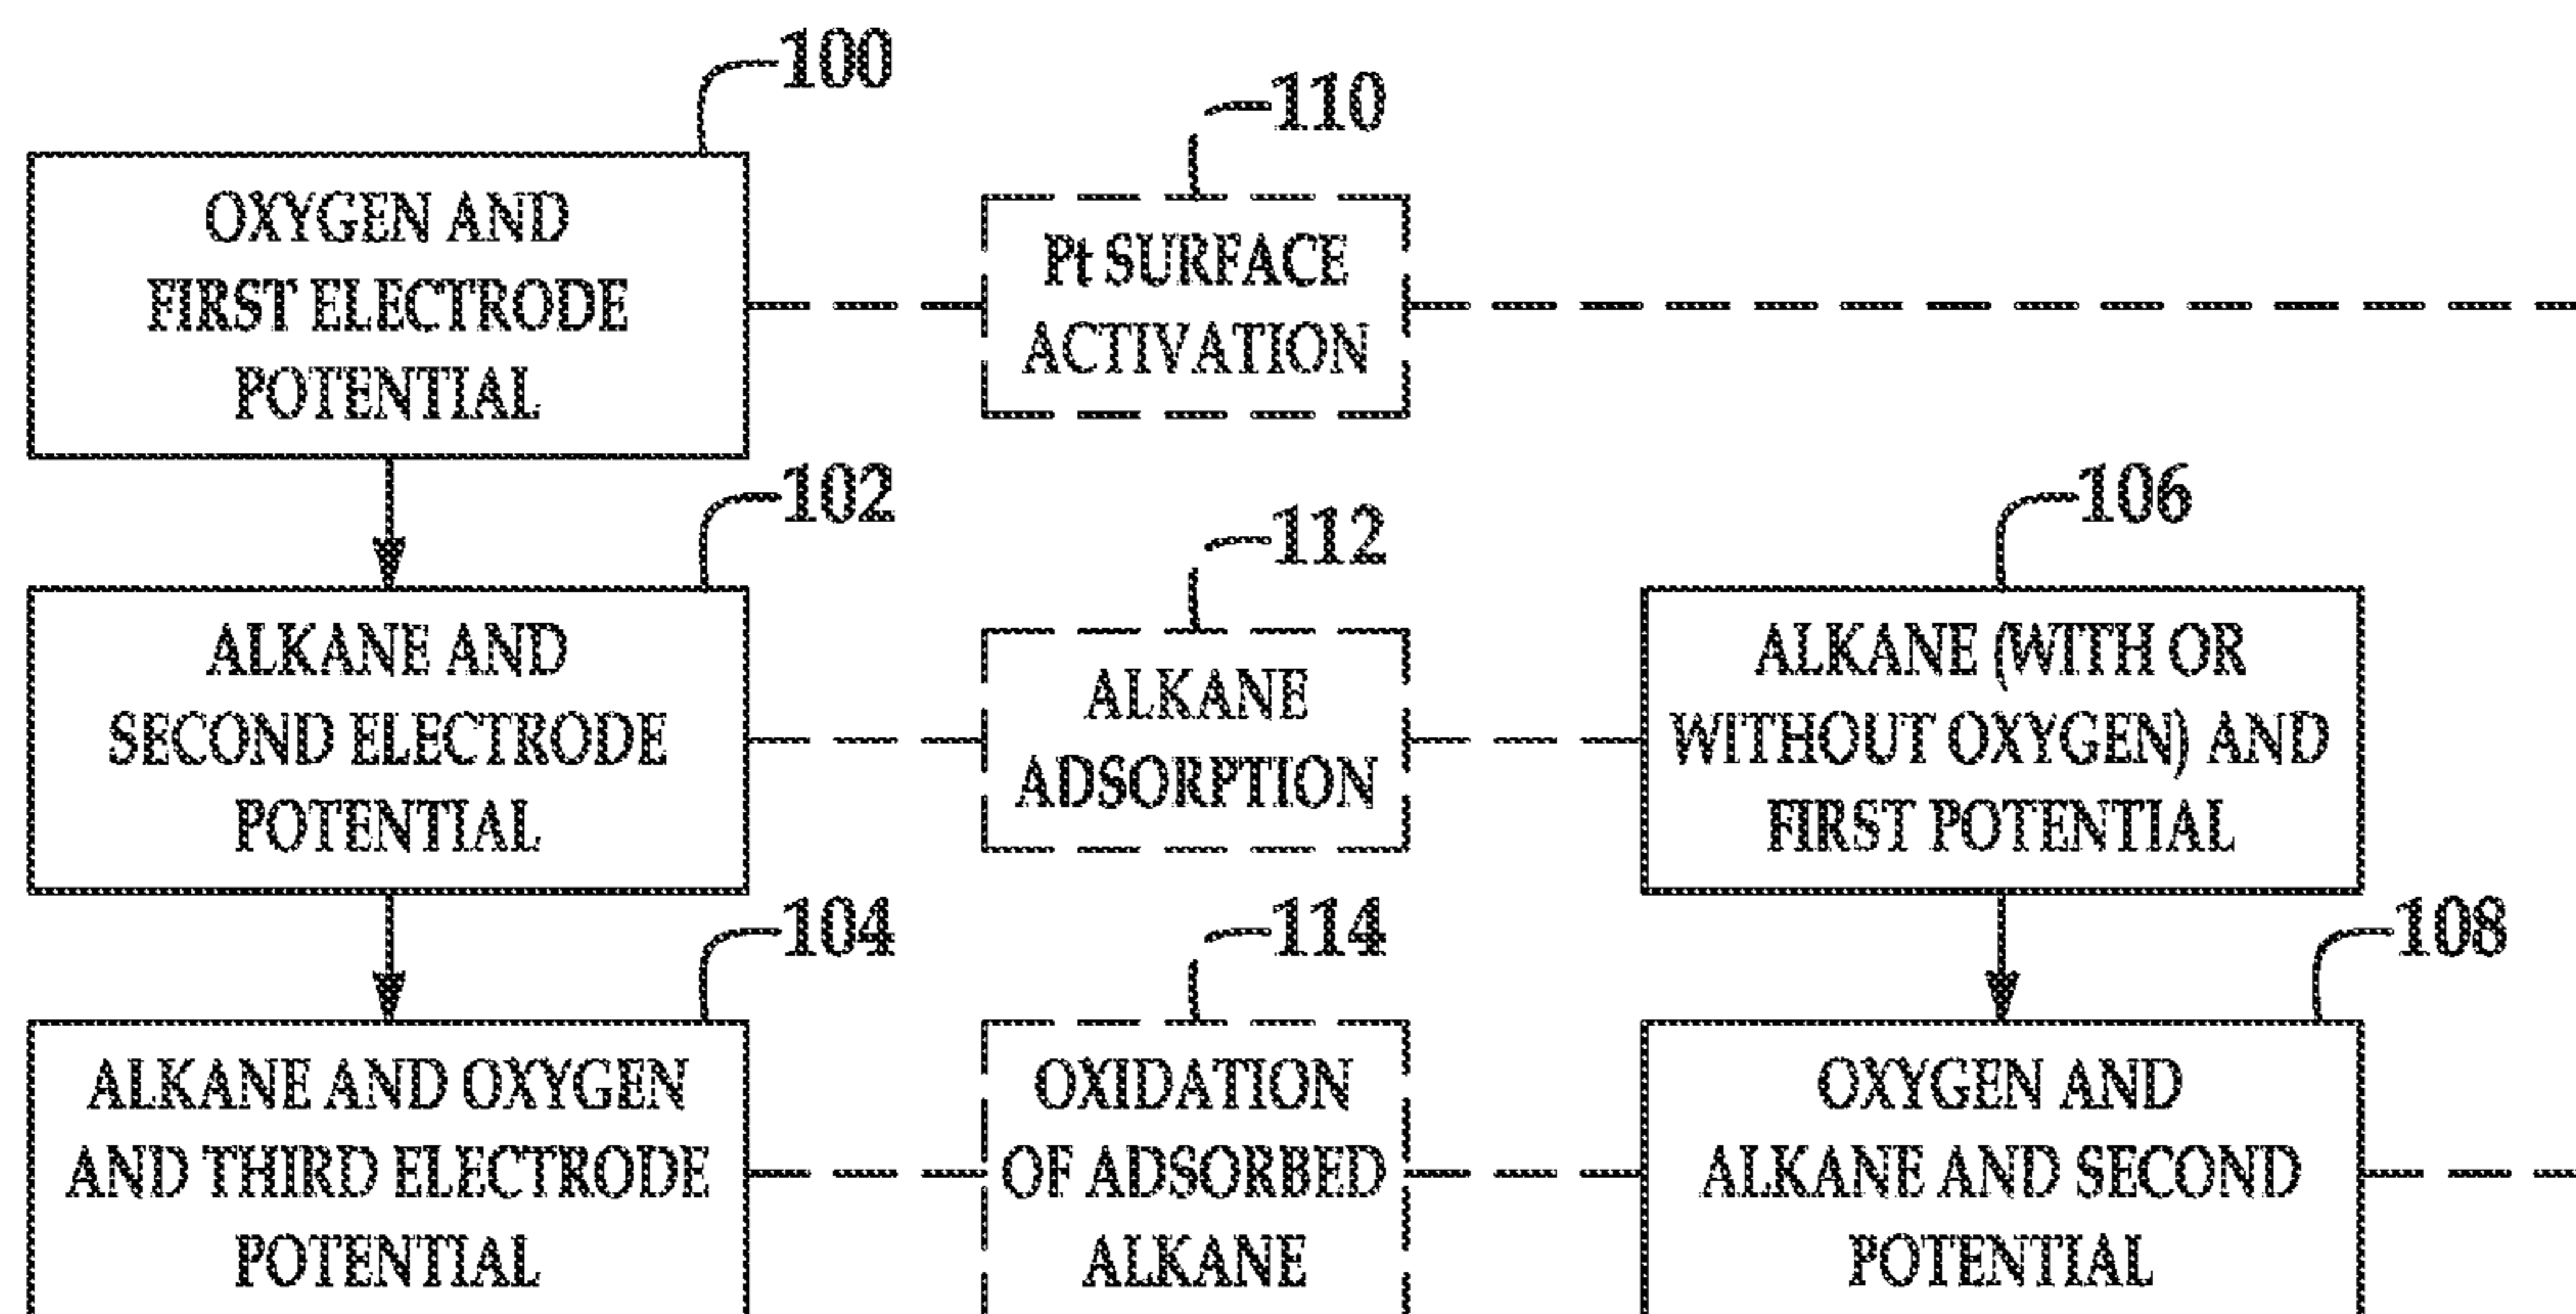 100
OXYGEN AND
FIRST ELECTRODE
POTENTIAL
110
Pt SURFACE
ACTIVATION
102
ALKANE AND
SECOND ELECTRODE
POTENTIAL
112
ALKANE
ADSORPTION
106
ALKANE (WITH OR
WITHOUT OXYGEN) AND
FIRST POTENTIAL
104
ALKANE AND OXYGEN
AND THIRD ELECTRODE
POTENTIAL
114
OXIDATION
OF ADSORBED
ALKANE
108
OXYGEN AND
ALKANE AND SECOND
POTENTIAL